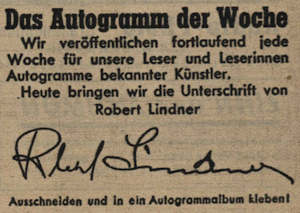 Das Autogramm der Woche
Wir veröffentlichen fortlaufend jede
Woche für unsere Leser und Leserinnen
Autogramme bekannter Künstler.
Heute bringen wir die Unterschrift von
Robert Lindner
Robert Lindner
Ausschneiden und in ein Autogrammalbum kleben!